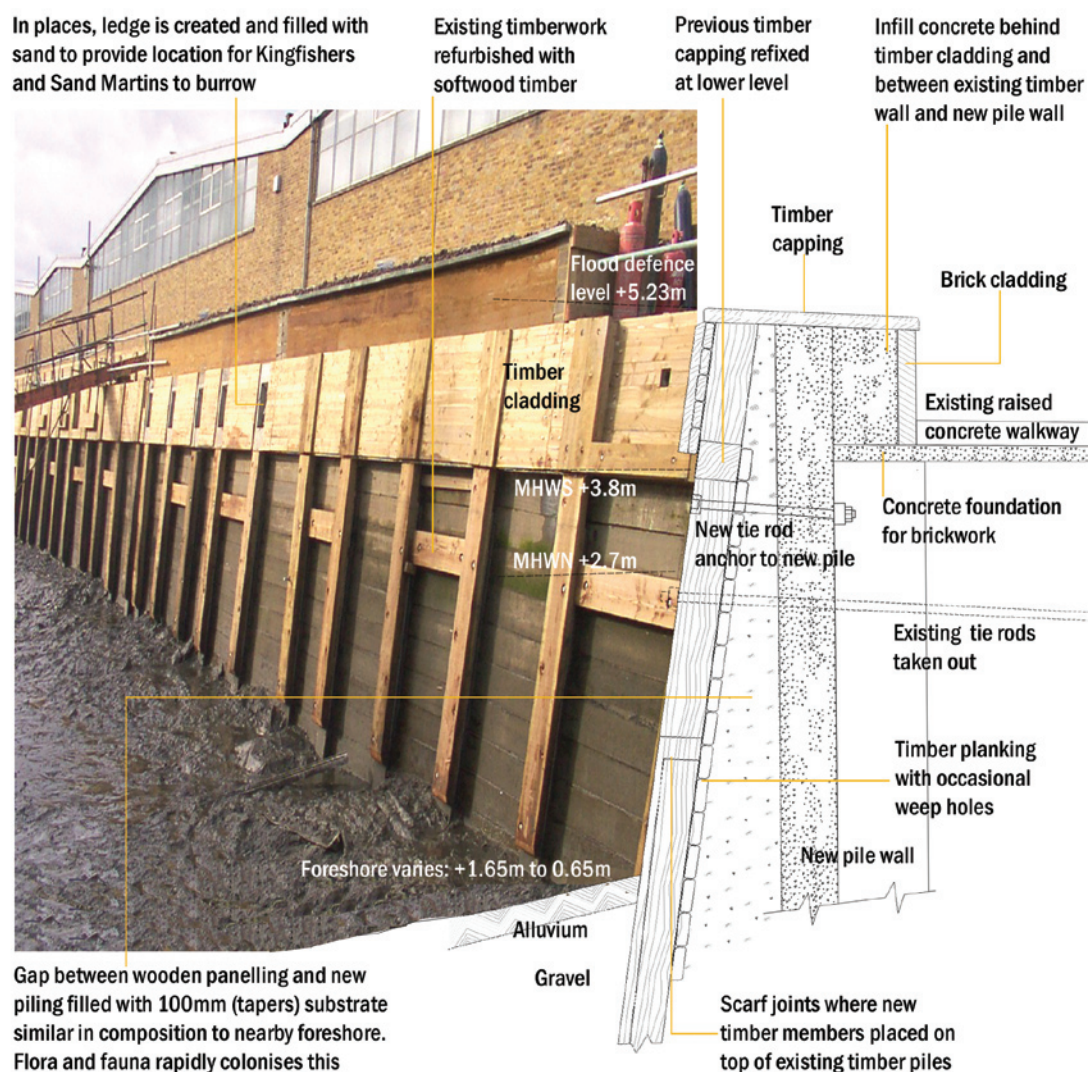 In places, ledge is created and filled with
sand to provide location for Kingfishers
and Sand Martins to burrow
Existing timberwork
refurbished with
softwood timber
Previous timber
capping refixed
at lower level
Infill concrete behind
timber cladding and
between existing timber
wall and new pile wall
Timber
capping
Flood defence
level +5.23m
Brick cladding
Timber
cladding
Existing raised
concrete walkway
MHWS +3.8m
New tie rod
anchor to new pile
Concrete foundation
for brickwork
MHWN +2.7m
Existing tie rods
taken out
Timber planking
with occasional
weep holes
New pile wall
Foreshore varies: +1.65m to 0.65m
Alluvium
Gravel
Gap between wooden panelling and new
piling filled with 100mm (tapers) substrate
similar in composition to nearby foreshore.
Flora and fauna rapidly colonises this
Scarf joints where new
timber members placed on
top of existing timber piles